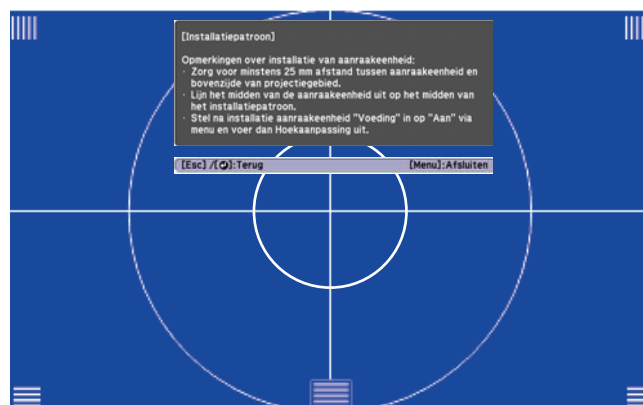 [Installatiepatroon]
Opmerkingen over installatie van aanraakeenheid:
· Zorg voor minstens 25 mm afstand tussen aanraakeenheid en
bovenzijde van projectiegebied.
· Lijn het midden van de aanraakeenheid uit op het midden van
het installatiepatroon.
· Stel na installatie aanraakeenheid "Voeding" in op "Aan" via
menu en voer dan Hoekaanpassing uit.
[Esc] /[⮐]:Terug [Menu]:Afsluiten